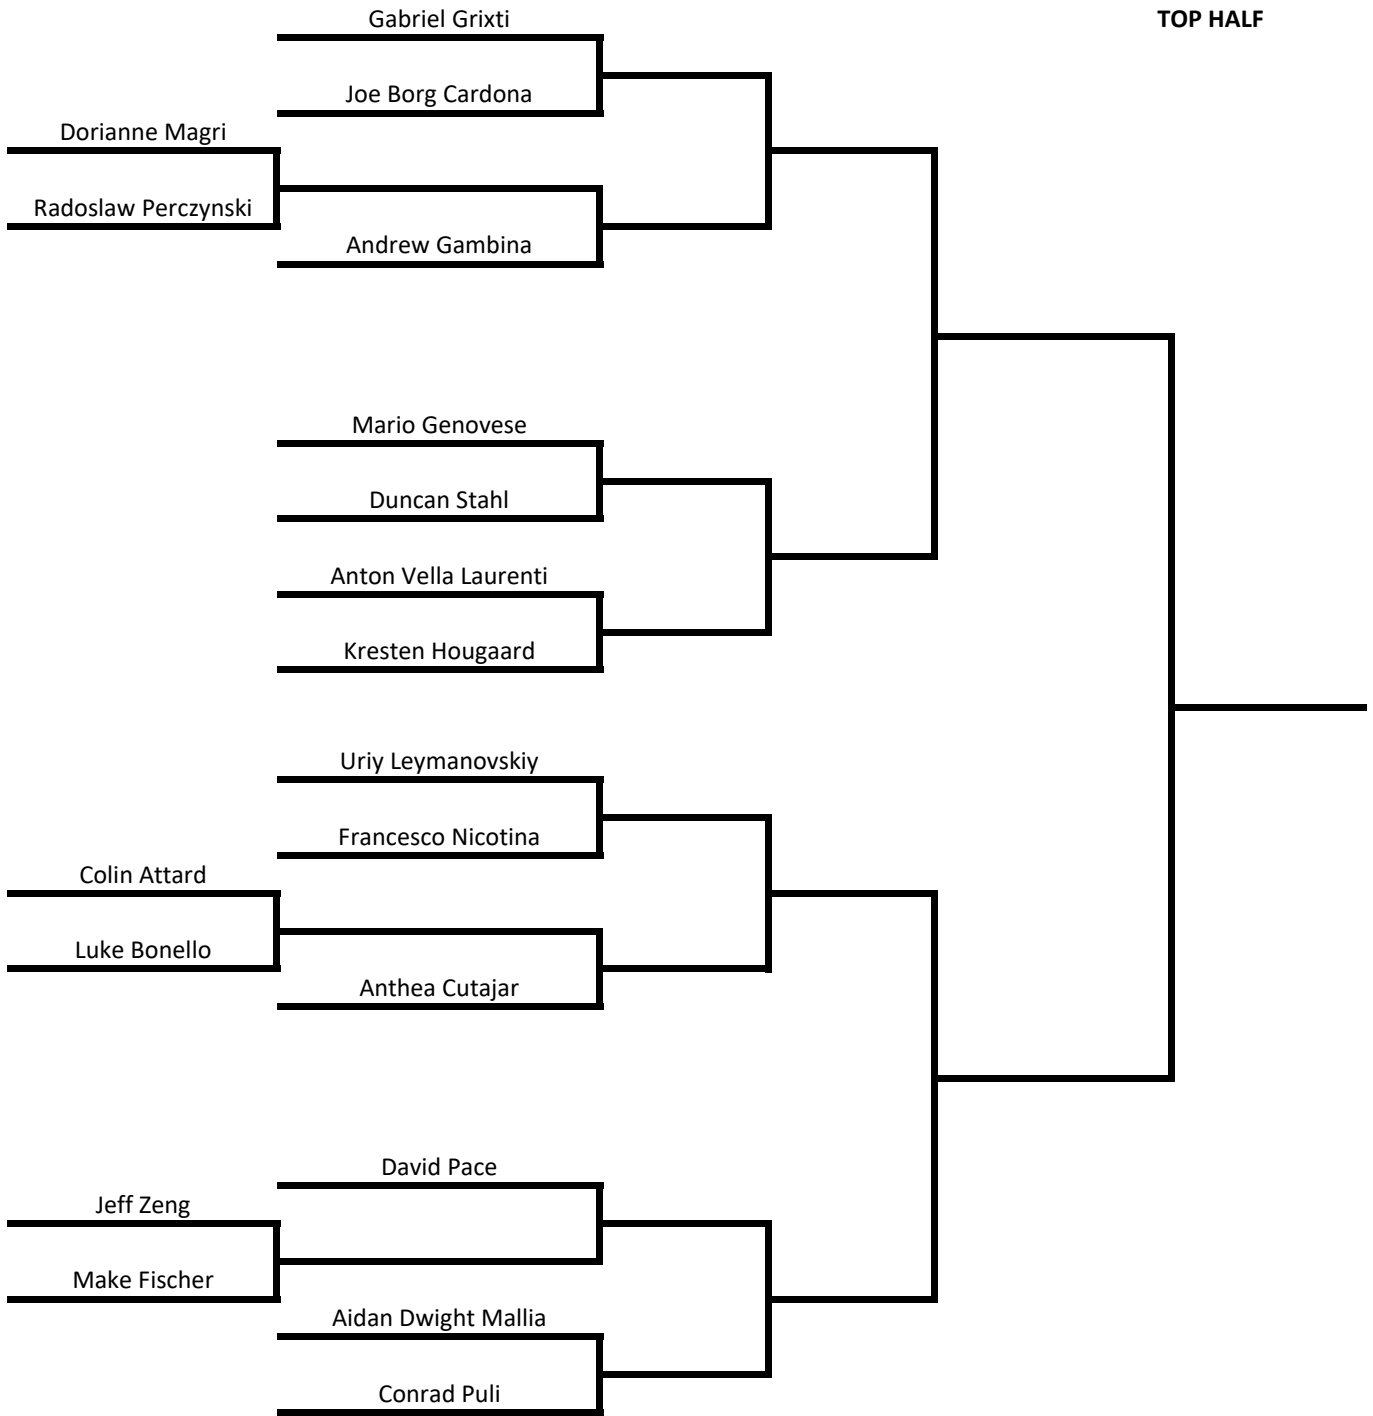 Gabriel Grixti
TOP HALF
Joe Borg Cardona
Dorianne Magri
Radoslaw Perczynski
Andrew Gambina
Mario Genovese
Duncan Stahl
Anton Vella Laurenti
Kresten Hougaard
Uriy Leymanovskiy
Francesco Nicotina
Colin Attard
Luke Bonello
Anthea Cutajar
David Pace
Jeff Zeng
Make Fischer
Aidan Dwight Mallia
Conrad Puli